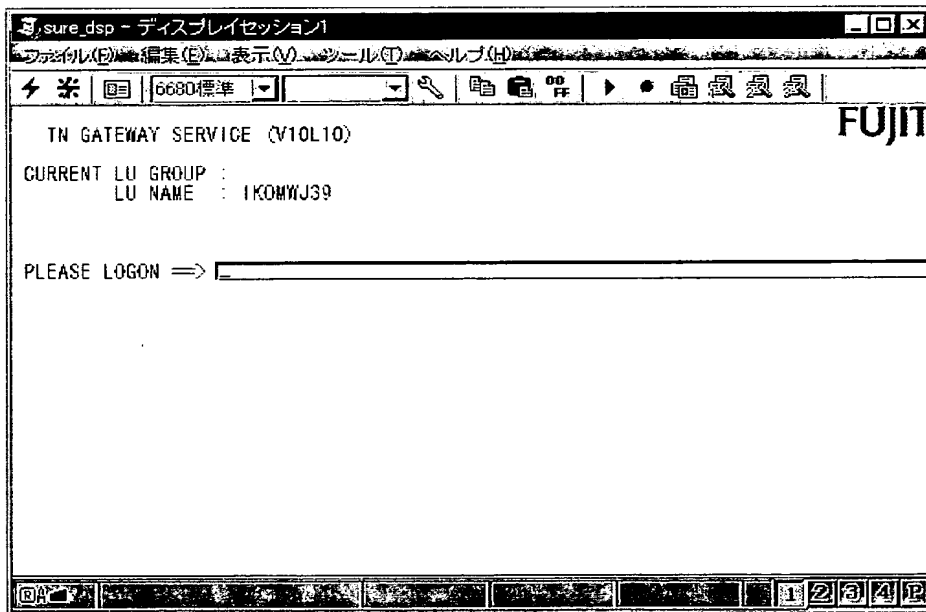 sure_dsp - ディスプレイセッション1
ファイル(F) 編集(E) 表示(V) ツール(T) ヘルプ(H)
6680標準
00
FF
FUJIT
TN GATEWAY SERVICE (V10L10)
CURRENT LU GROUP :
LU NAME : IKOMWJ39
PLEASE LOGON ==> _
A
1 2 3 4 P